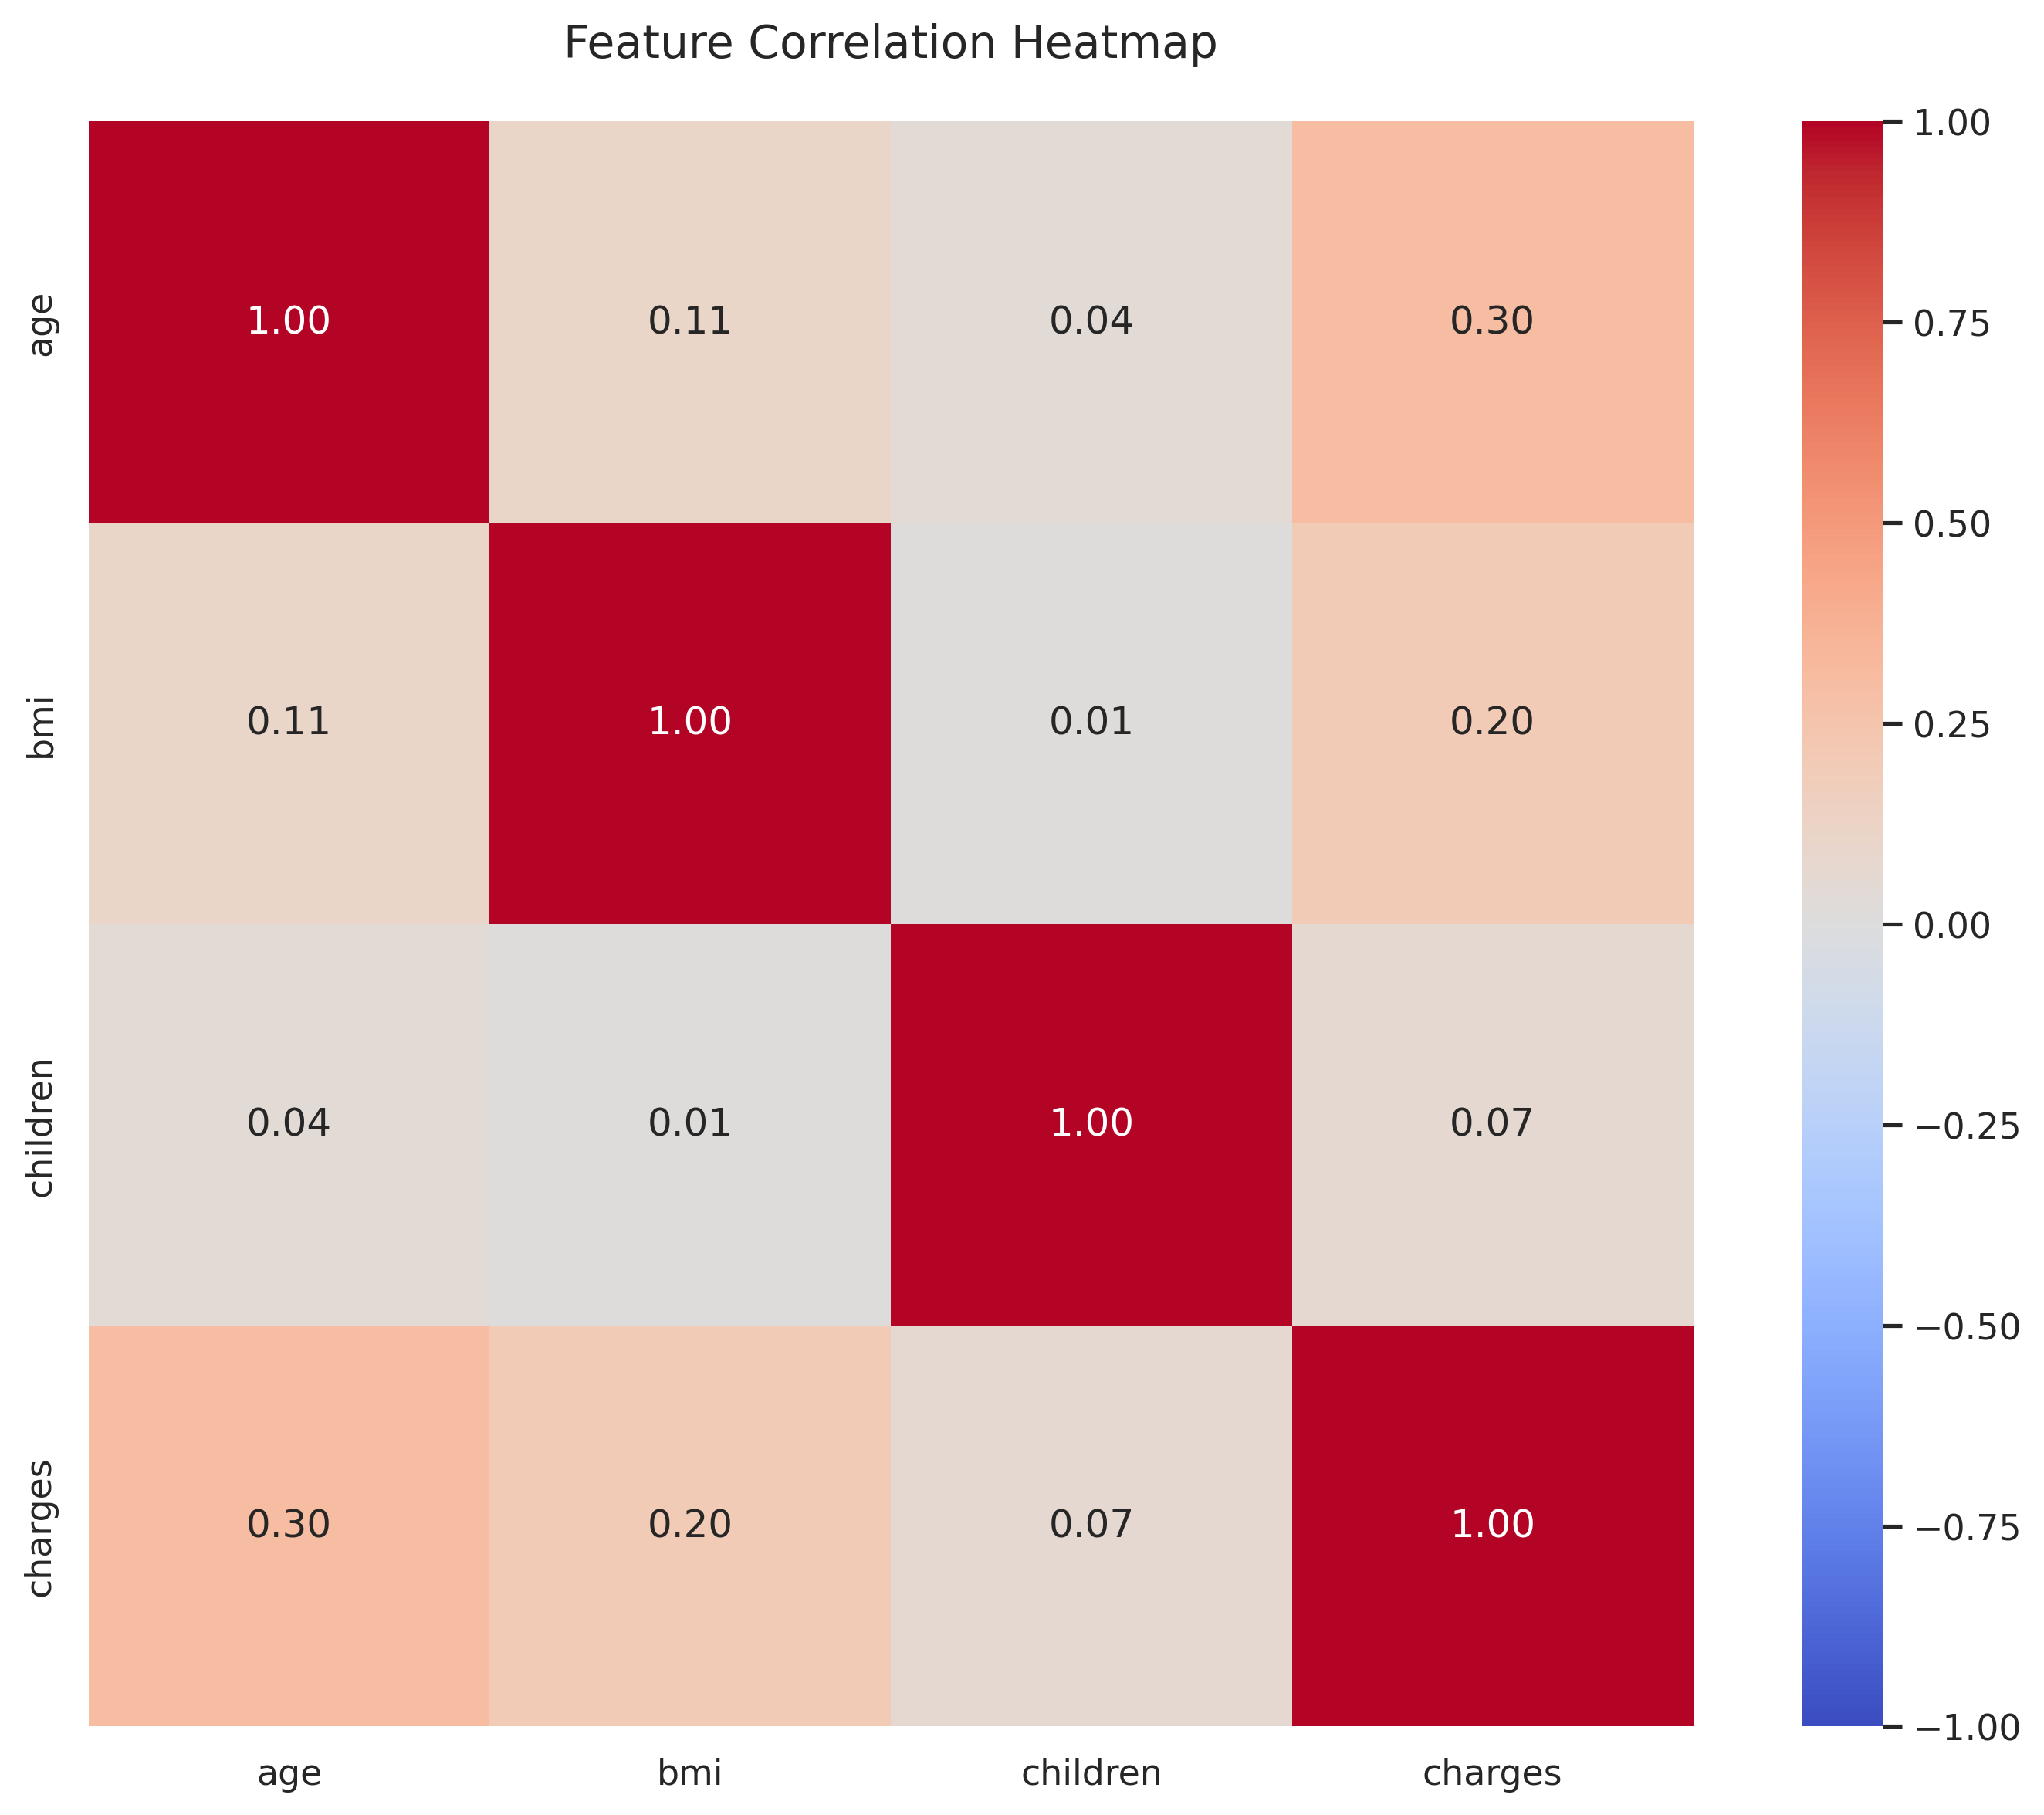 Feature Correlation Heatmap
age 1.00 0.11 0.04 0.30
bmi 0.11 1.00 0.01 0.20
children 0.04 0.01 1.00 0.07
charges 0.30 0.20 0.07 1.00
age bmi children charges
1.00
0.75
0.50
0.25
0.00
−0.25
−0.50
−0.75
−1.00